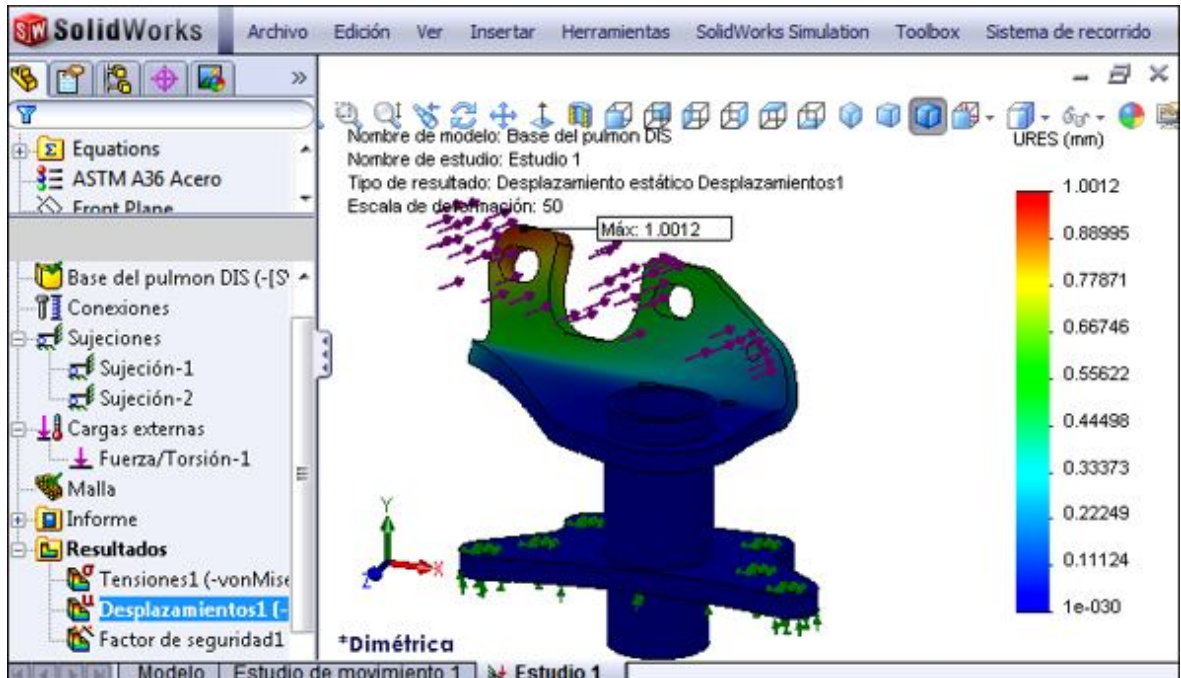 SolidWorks Archivo Edición Ver Insertar Herramientas SolidWorks Simulation Toolbox Sistema de recorrido
Equations
ASTM A36 Acero
Front Plane
Base del pulmon DIS (-[S
Conexiones
Sujeciones
Sujeción-1
Sujeción-2
Cargas externas
Fuerza/Torsión-1
Malla
Informe
Resultados
Tensiones1 (-vonMise
Desplazamientos1 (-
Factor de seguridad1
Nombre de modelo: Base del pulmon DIS
Nombre de estudio: Estudio 1
Tipo de resultado: Desplazamiento estático Desplazamientos1
Escala de deformación: 50
Máx: 1.0012
Y
X
Z
*Dimétrica
URES (mm)
1.0012
0.88995
0.77871
0.66746
0.55622
0.44498
0.33373
0.22249
0.11124
1e-030
Modelo Estudio de movimiento 1 Estudio 1